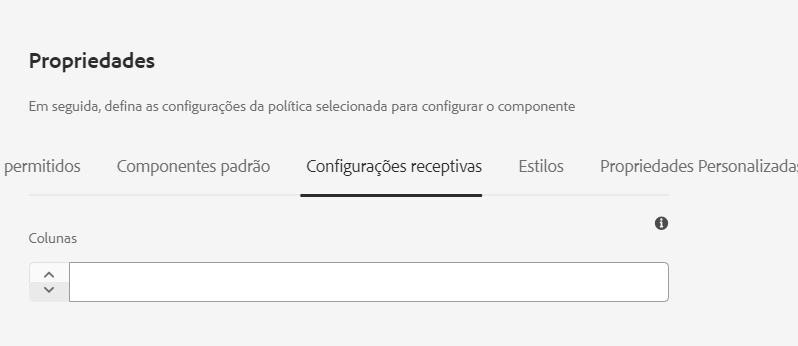 Propriedades
Em seguida, defina as configurações da política selecionada para configurar o componente
permitidos Componentes padrão Configurações receptivas Estilos Propriedades Personalizadas
Colunas